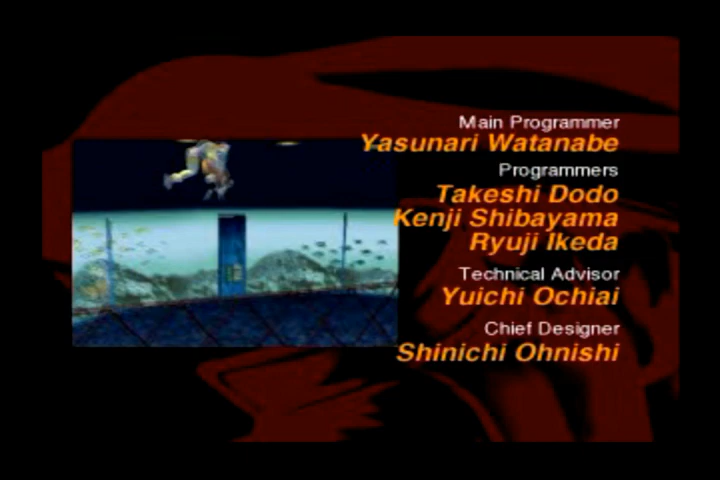 Main Programmer
Yasunari Watanabe
Programmers
Takeshi Dodo
Kenji Shibayama
Ryuji Ikeda
Technical Advisor
Yuichi Ochiai
Chief Designer
Shinichi Ohnishi